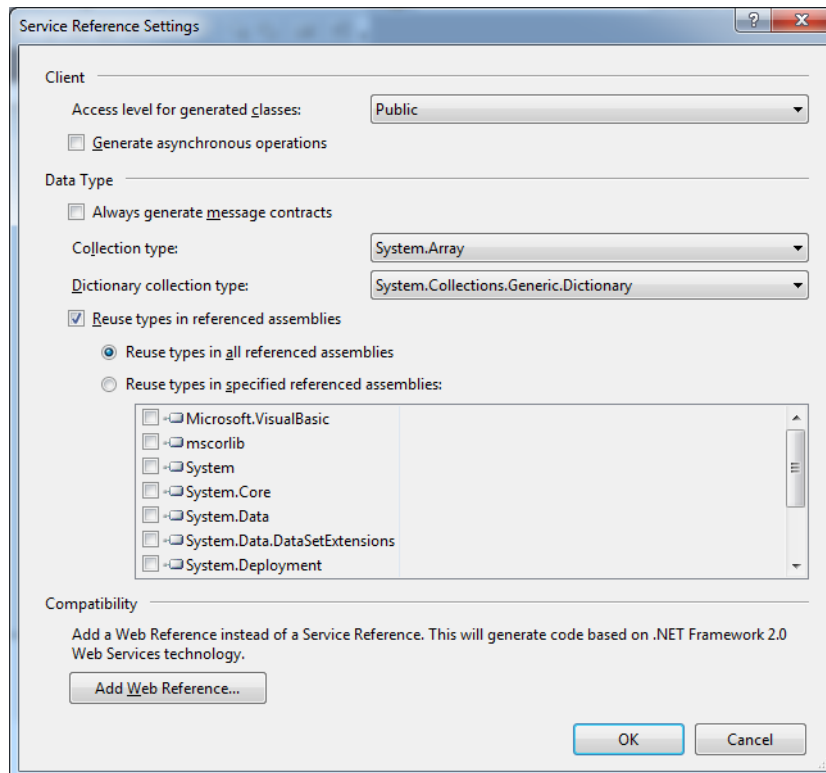 Service Reference Settings
Client
Access level for generated classes:
Public
Generate asynchronous operations
Data Type
Always generate message contracts
Collection type:
System.Array
Dictionary collection type:
System.Collections.Generic.Dictionary
Reuse types in referenced assemblies
Reuse types in all referenced assemblies
Reuse types in specified referenced assemblies:
Microsoft.VisualBasic
mscorlib
System
System.Core
System.Data
System.Data.DataSetExtensions
System.Deployment
Compatibility
Add a Web Reference instead of a Service Reference. This will generate code based on .NET Framework 2.0
Web Services technology.
Add Web Reference...
OK
Cancel